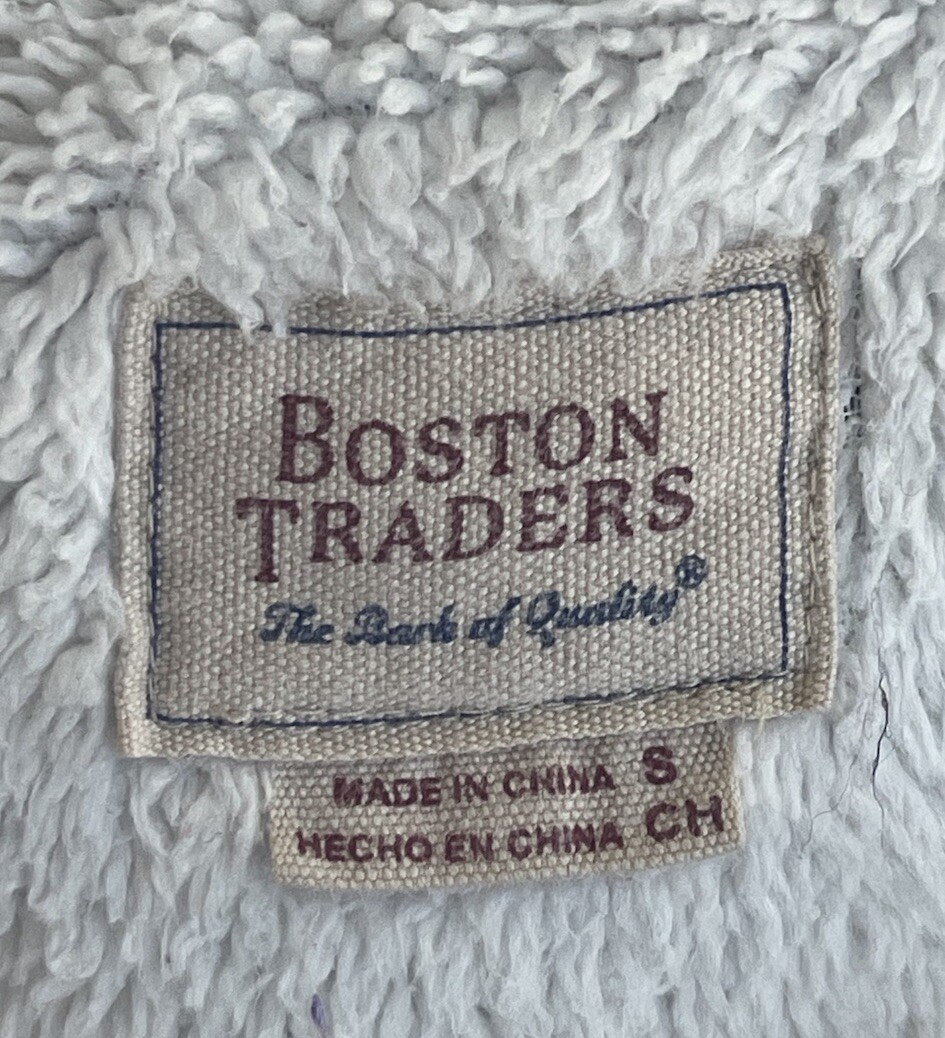 BOSTON
TRADERS
The Bark of Quality®
MADE IN CHINA S
HECHO EN CHINA CH